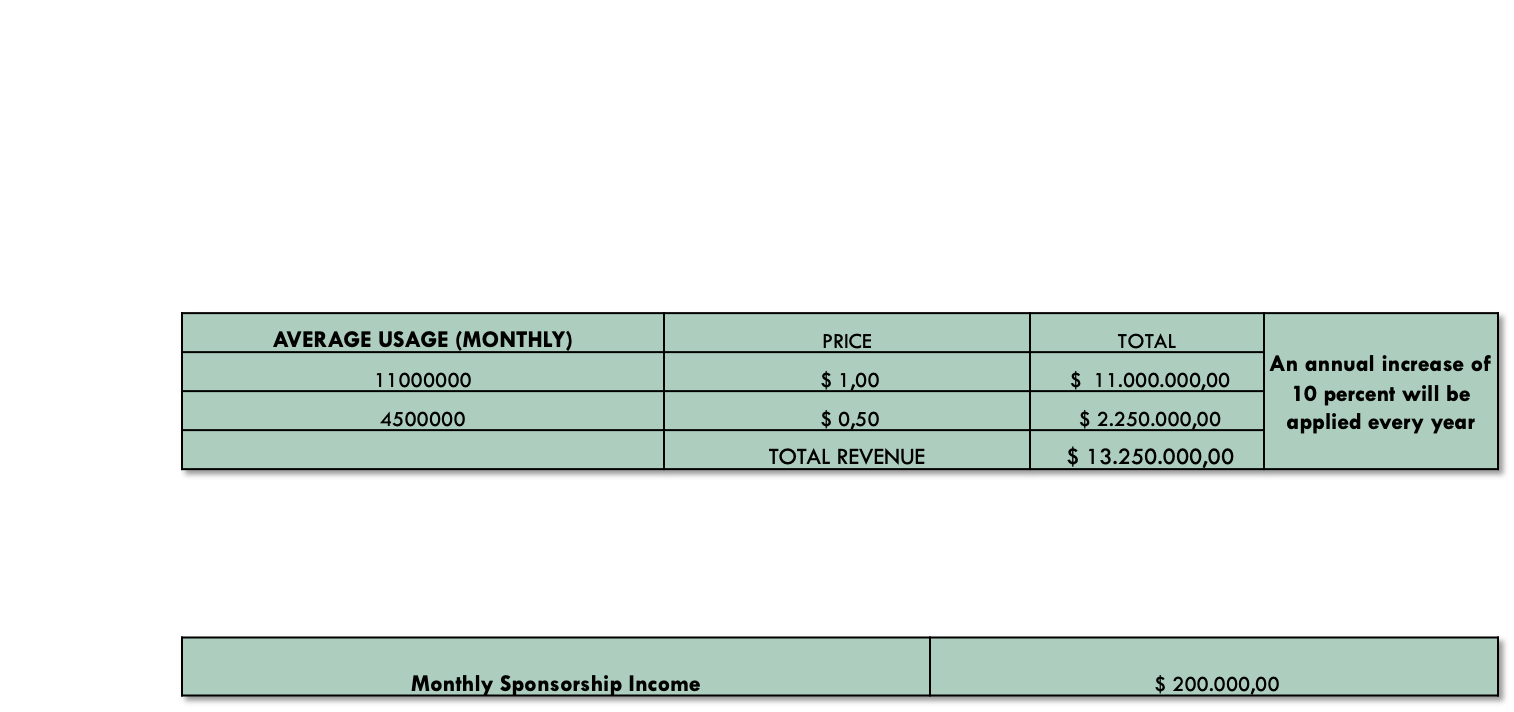 AVERAGE USAGE (MONTHLY) PRICE TOTAL
11000000 $ 1,00 $ 11.000.000,00
4500000 $ 0,50 $ 2.250.000,00
TOTAL REVENUE $ 13.250.000,00
An annual increase of
10 percent will be
applied every year
Monthly Sponsorship Income $ 200.000,00